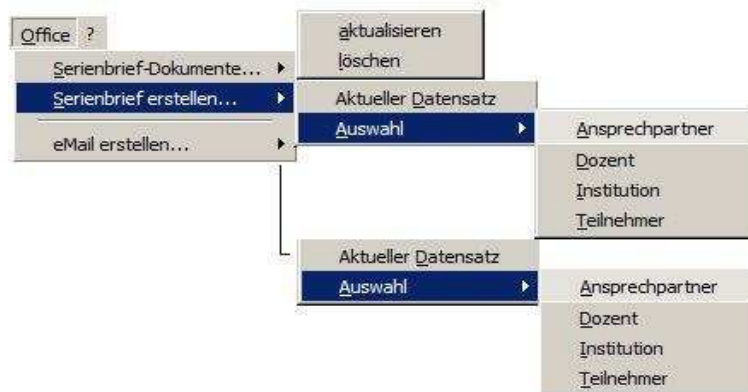 Office ?
Serienbrief-Dokumente...
Serienbrief erstellen...
eMail erstellen...
aktualisieren
löschen
Aktueller Datensatz
Auswahl
Ansprechpartner
Dozent
Institution
Teilnehmer
Aktueller Datensatz
Auswahl
Ansprechpartner
Dozent
Institution
Teilnehmer